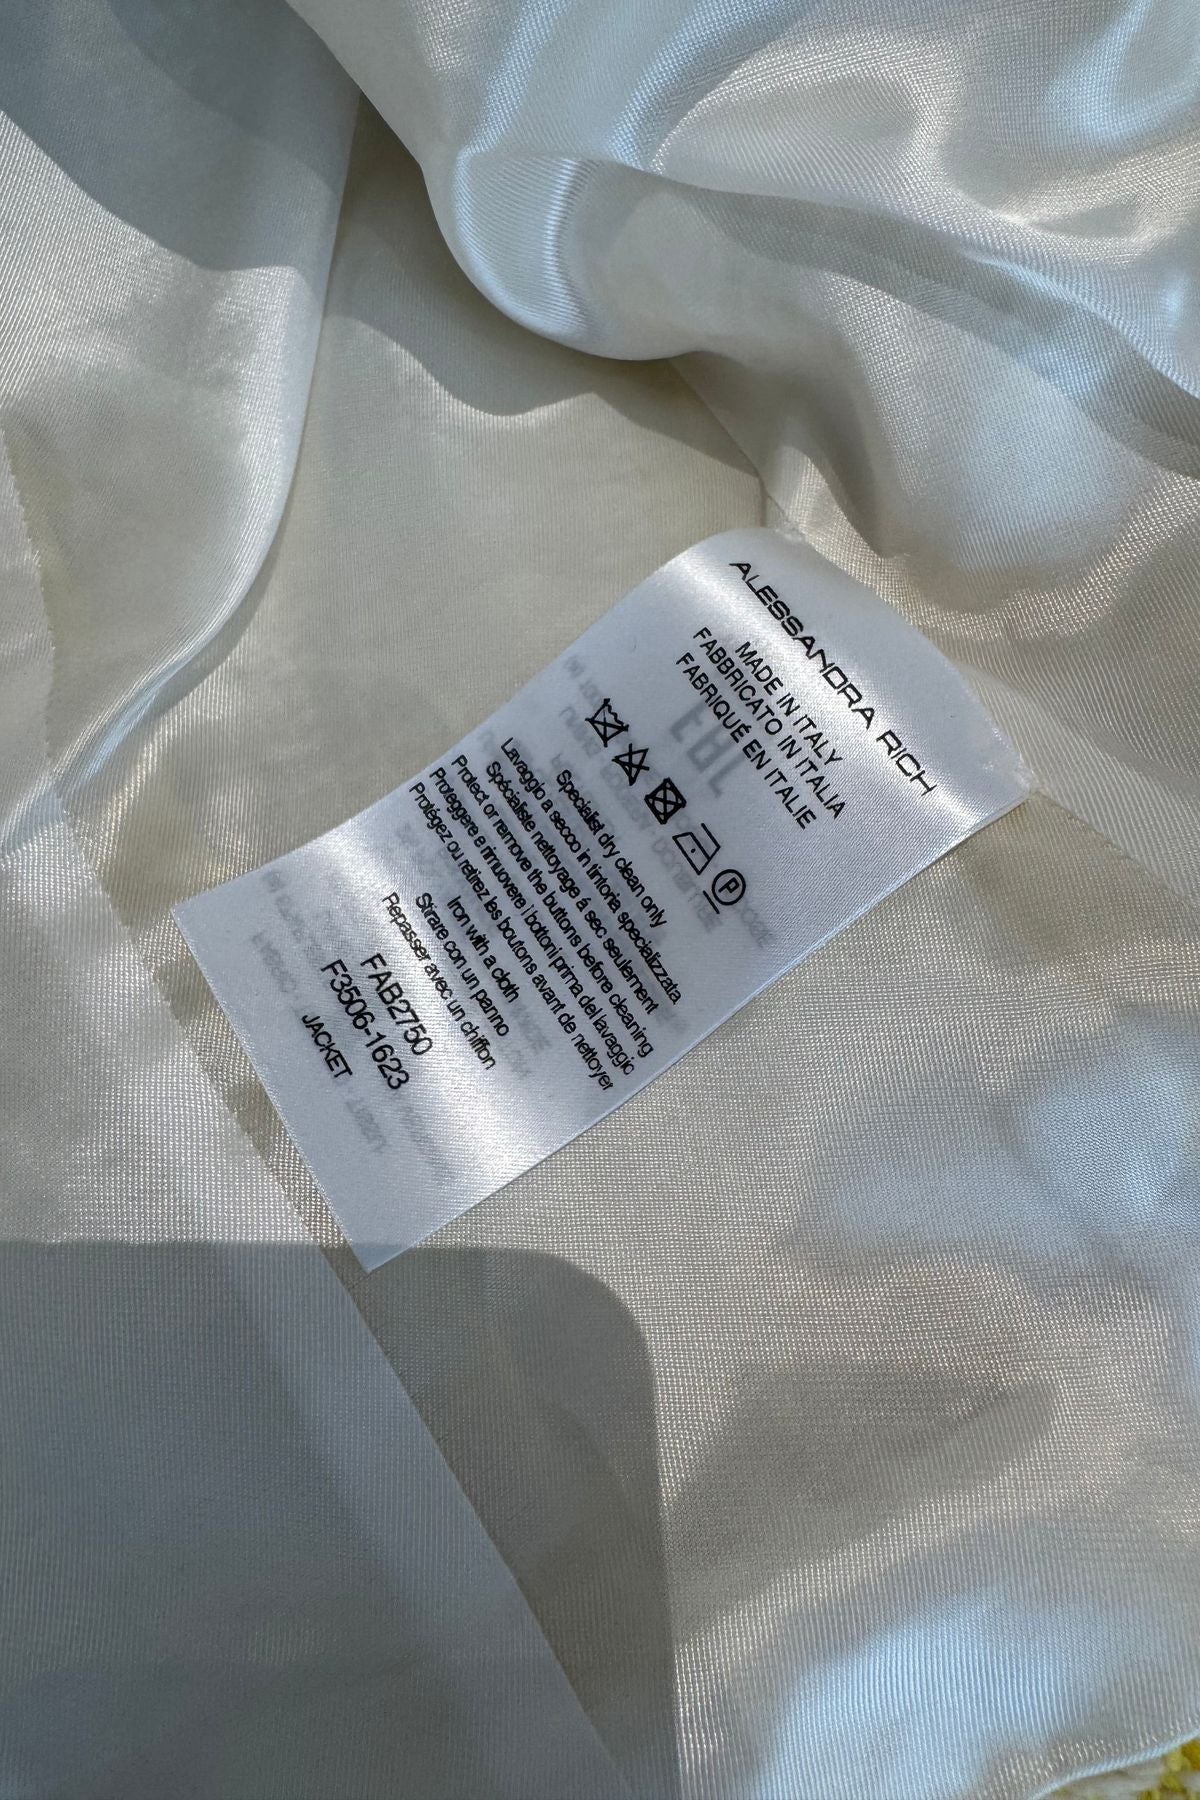 ALESSANDRA RICH
MADE IN ITALY
FABBRICATO IN ITALIA
FABRIQUÉ EN ITALIE
P
Specialist dry clean only
Lavaggio a secco in tintoria specializzata
Spécialiste nettoyage á sec seulement
Protect or remove the buttons before cleaning
Proteggere e rimuovere i bottoni prima del lavaggio
Protégez ou retirez les boutons avant de nettoyer
Iron with a cloth
Stirare con un panno
Repasser avec un chiffon
FAB2750
F3506-1623
JACKET